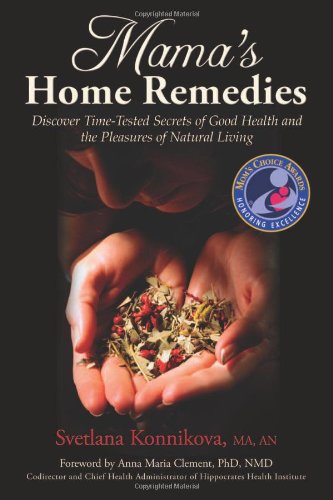 Mama's
Home Remedies
Discover Time-Tested Secrets of Good Health and
the Pleasures of Natural Living
MOM'S CHOICE AWARDS
HONORING EXCELLENCE
Svetlana Konnikova, MA, AN
Foreword by Anna Maria Clement, PhD, NMD
Codirector and Chief Health Administrator of Hippocrates Health Institute